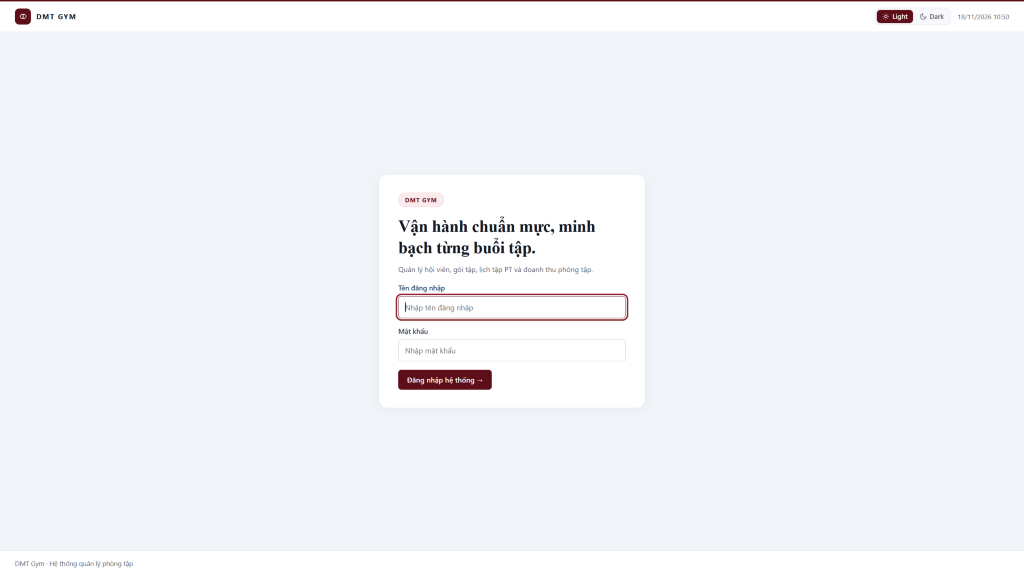 DMT GYM
Light
Dark
18/11/2026 10:50
DMT GYM
Vận hành chuẩn mực, minh
bạch từng buổi tập.
Quản lý hội viên, gói tập, lịch tập PT và doanh thu phòng tập.
Tên đăng nhập
Nhập tên đăng nhập
Mật khẩu
Nhập mật khẩu
Đăng nhập hệ thống →
DMT Gym · Hệ thống quản lý phòng tập